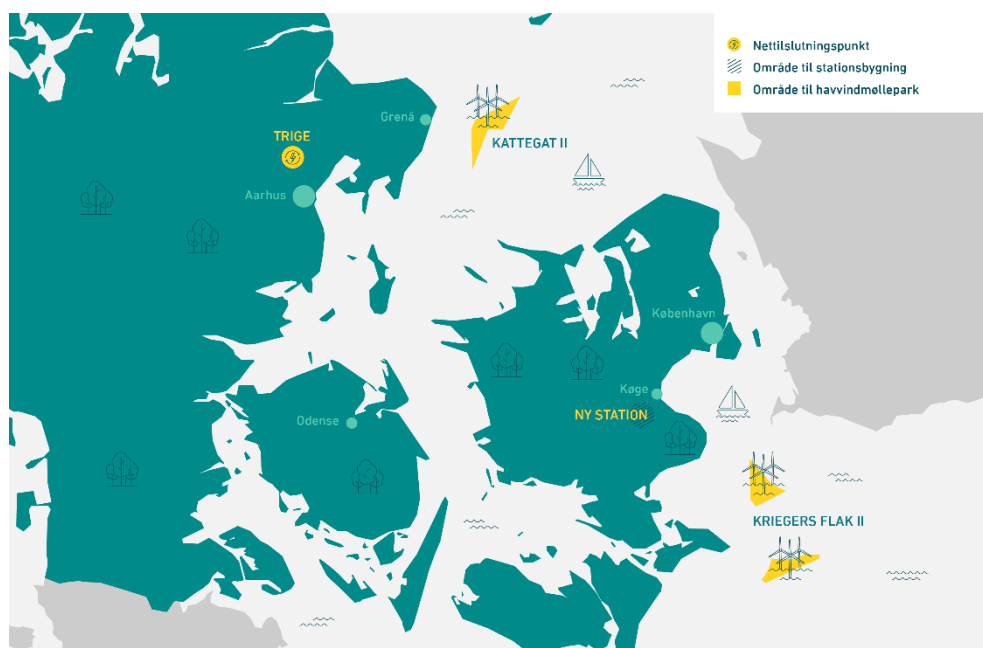 Nettilslutningspunkt
Område til stationsbygning
Område til havvindmøllepark
Grenå
TRIGE
KATTEGAT II
Aarhus
København
Køge
NY STATION
Odense
KRIEGERS FLAK II